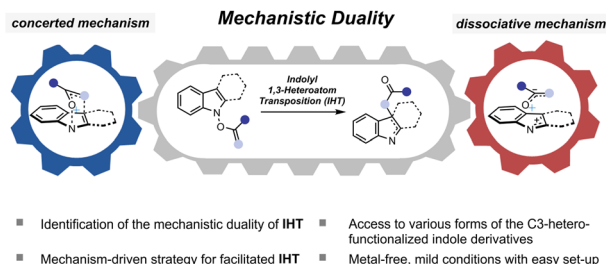 concerted mechanism
Mechanistic Duality
dissociative mechanism
Indolyl
1,3-Heteroatom
Transposition (IHT)
N
O
O
N
O
N
O
N
Identification of the mechanistic duality of IHT
Access to various forms of the C3-hetero-
functionalized indole derivatives
Mechanism-driven strategy for facilitated IHT
Metal-free, mild conditions with easy set-up